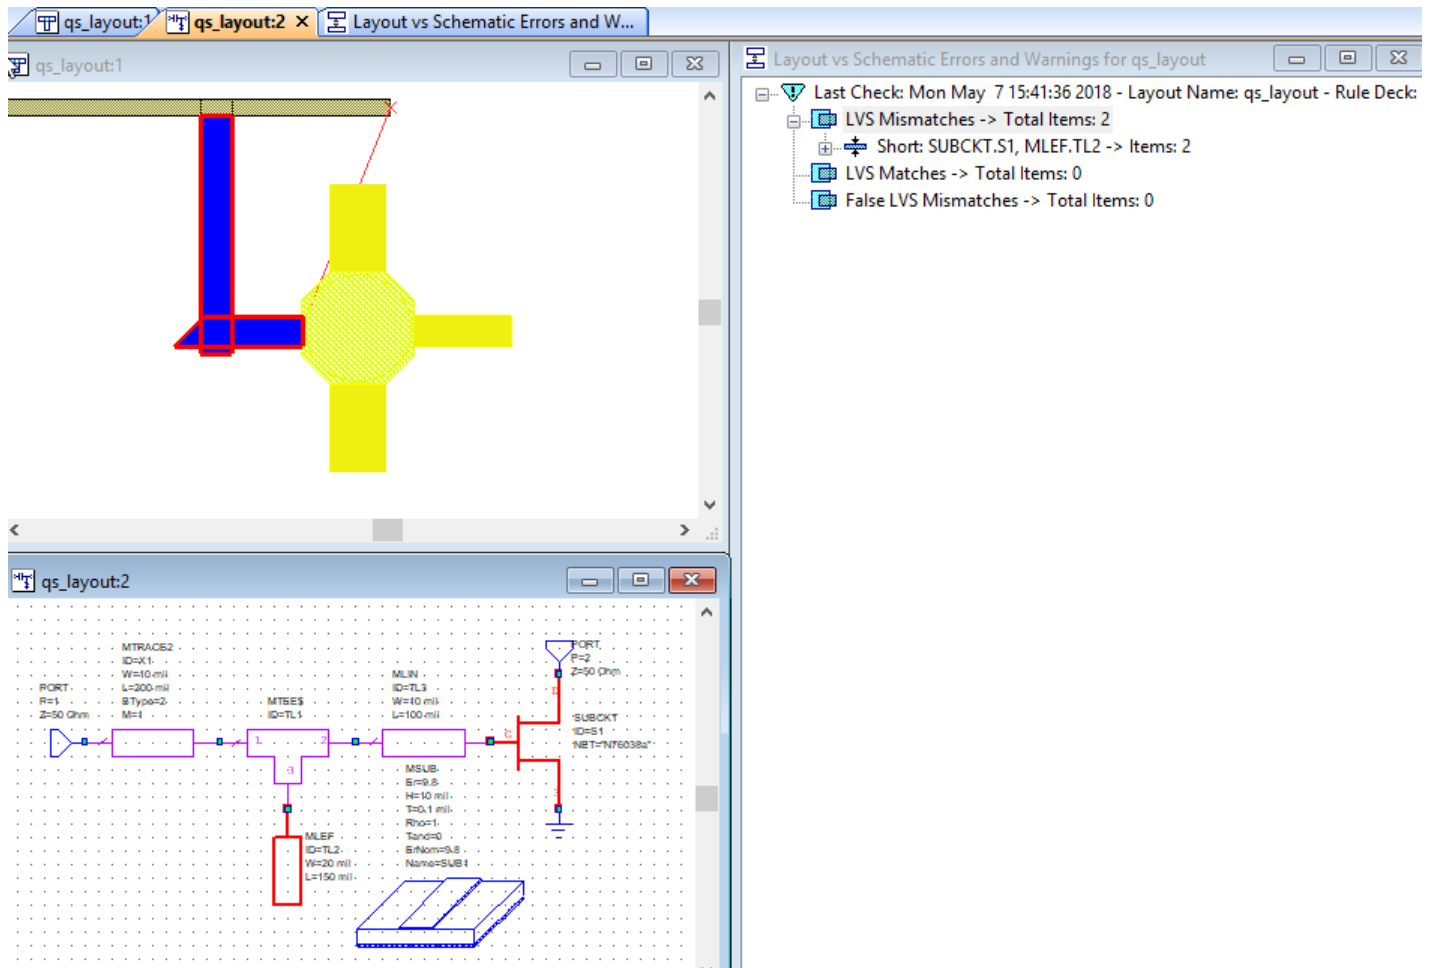 qs_layout:1
qs_layout:2
Layout vs Schematic Errors and W...
qs_layout:1
Layout vs Schematic Errors and Warnings for qs_layout
Last Check: Mon May 7 15:41:36 2018 - Layout Name: qs_layout - Rule Deck:
LVS Mismatches -> Total Items: 2
Short: SUBCKT.S1, MLEF.TL2 -> Items: 2
LVS Matches -> Total Items: 0
False LVS Mismatches -> Total Items: 0
qs_layout:2
PORT
P=1
Z=50 Ohm
MTRACE2
ID=X1
W=10 mil
L=200 mil
BType=2
M=1
MTEE$
ID=TL1
1
2
3
MLIN
ID=TL3
W=10 mil
L=100 mil
PORT
P=2
Z=50 Ohm
G
SUBCKT
ID=S1
NET="N76038a"
MLEF
ID=TL2
W=20 mil
L=150 mil
MSUB
Er=9.8
H=10 mil
T=0.1 mil
Rho=1
Tand=0
ErNom=9.8
Name=SUB1